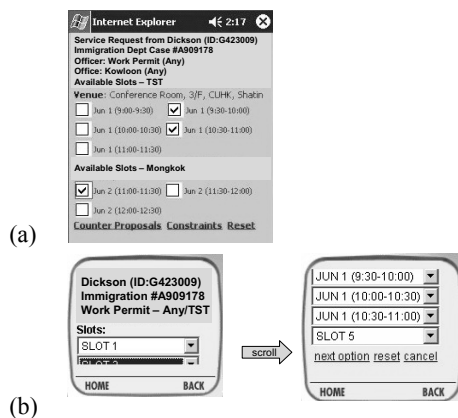 Internet Explorer 2:17
Service Request from Dickson (ID:G423009)
Immigration Dept Case #A909178
Officer: Work Permit (Any)
Office: Kowloon (Any)
Available Slots – TST
Venue: Conference Room, 3/F, CUHK, Shatin
Jun 1 (9:00-9:30) Jun 1 (9:30-10:00)
Jun 1 (10:00-10:30) Jun 1 (10:30-11:00)
Jun 1 (11:00-11:30)
Available Slots – Mongkok
Jun 2 (11:00-11:30) Jun 2 (11:30-12:00)
Jun 2 (12:00-12:30)
Counter Proposals Constraints Reset
(a)
Dickson (ID:G423009)
Immigration #A909178
Work Permit – Any/TST
Slots:
SLOT 1
HOME BACK
scroll
JUN 1 (9:30-10:00)
JUN 1 (10:00-10:30)
JUN 1 (10:30-11:00)
SLOT 5
next option reset cancel
HOME BACK
(b)